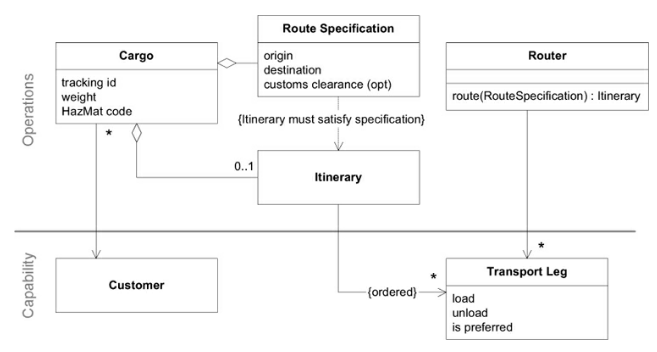 Operations
Cargo
tracking id
weight
HazMat code
Route Specification
origin
destination
customs clearance (opt)
Router
route(RouteSpecification) : Itinerary
{Itinerary must satisfy specification}
*
0..1
Itinerary
Capability
Customer
{ordered}
*
*
Transport Leg
load
unload
is preferred